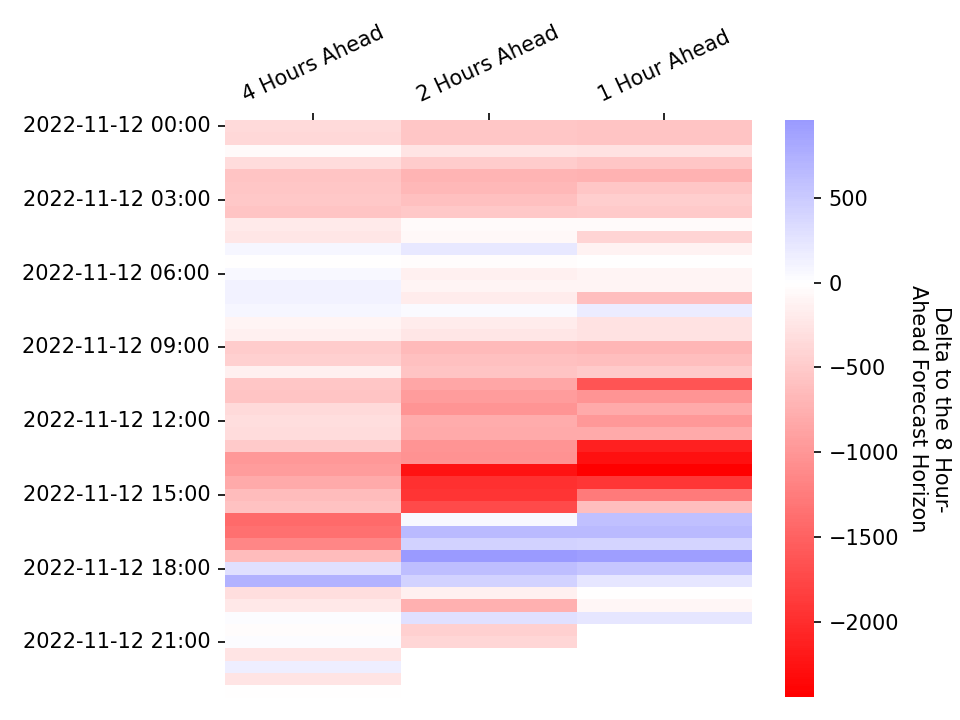 4 Hours Ahead
2 Hours Ahead
1 Hour Ahead
2022-11-12 00:00
2022-11-12 03:00
2022-11-12 06:00
2022-11-12 09:00
2022-11-12 12:00
2022-11-12 15:00
2022-11-12 18:00
2022-11-12 21:00
500
0
−500
−1000
−1500
−2000
Delta to the 8 Hour-
Ahead Forecast Horizon